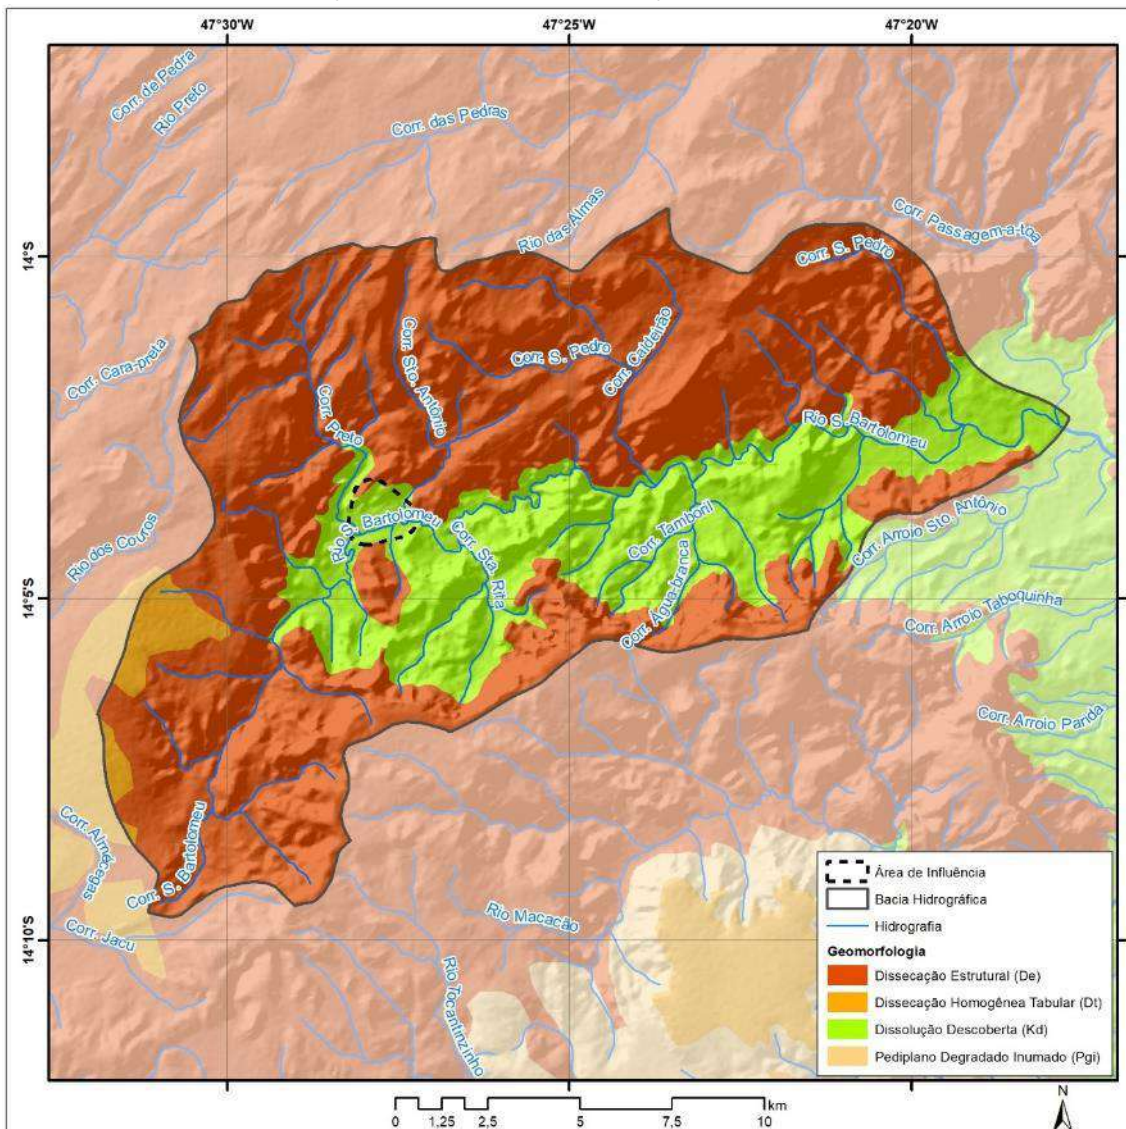 47°30'W
47°25'W
47°20'W
14°S
14°5'S
14°10'S
Corr. de Pedra
Rio Preto
Corr. das Pedras
Rio das Almas
Corr. Passagem-a-toa
Corr. S. Pedro
Corr. Cara-preta
Corr. Sto. Antônio
Corr. S. Pedro
Corr. Caldeirão
Corr. Preto
Rio S. Bartolomeu
Rio dos Couros
Rio S. Bartolomeu
Corr. Sta. Rita
Corr. Tamboril
Corr. Água-branca
Corr. Arroio Sto. Antônio
Corr. Arroio Taboquinha
Corr. Arroio Parida
Corr. Almécegas
Corr. S. Bartolomeu
Corr. Jacu
Rio Macacão
Rio Tocantinzinho
Área de Influência
Bacia Hidrográfica
Hidrografia
Geomorfologia
Dissecação Estrutural (De)
Dissecação Homogênea Tabular (Dt)
Dissolução Descoberta (Kd)
Pediplano Degradado Inumado (Pgi)
km
0 1,25 2,5 5 7,5 10
N